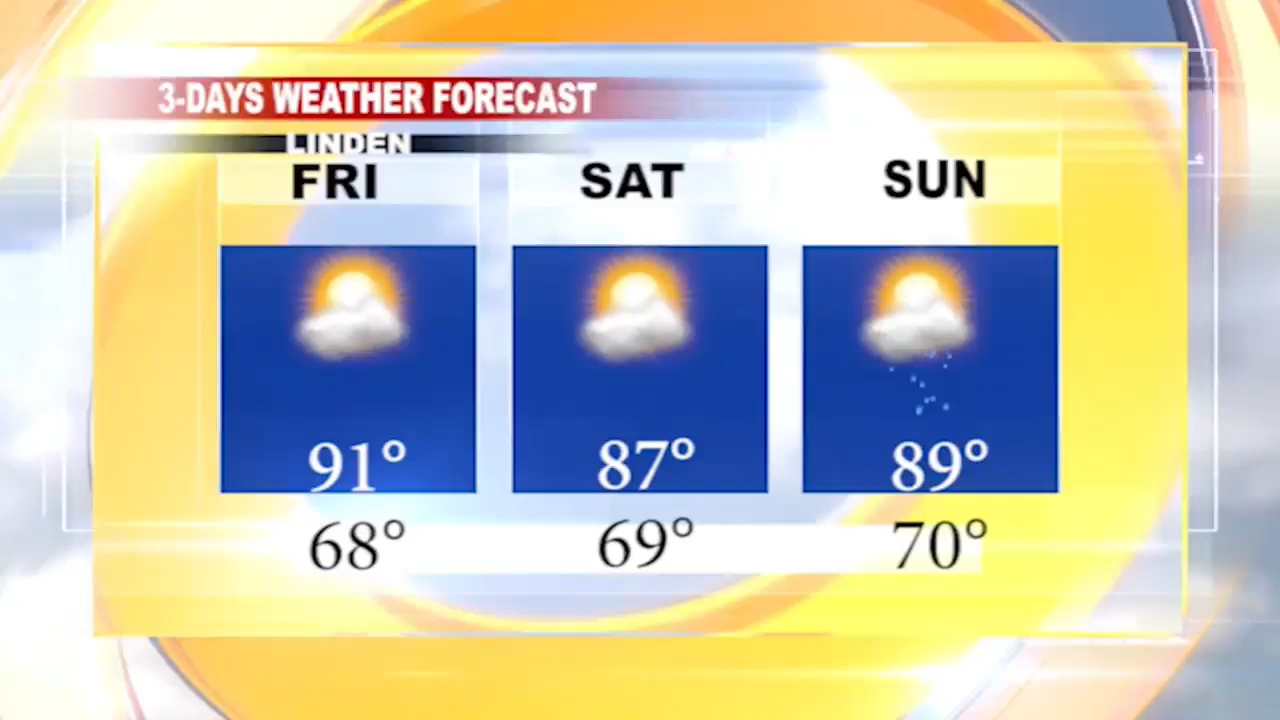 3-DAYS WEATHER FORECAST
LINDEN
FRI SAT SUN
91° 87° 89°
68° 69° 70°